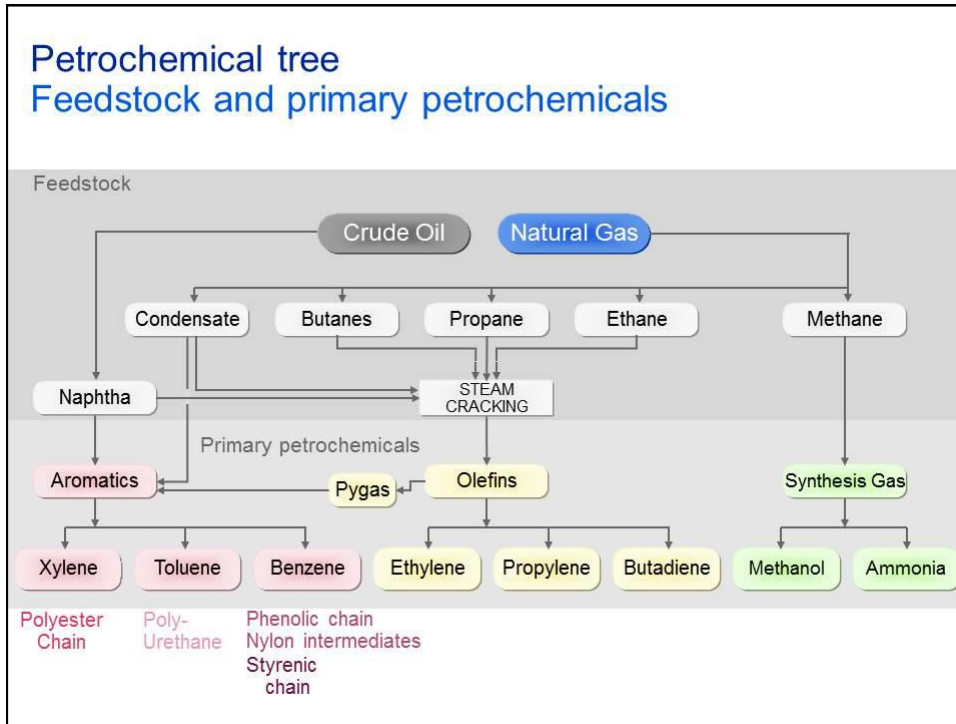 Petrochemical tree
Feedstock and primary petrochemicals
Feedstock
Crude Oil
Natural Gas
Condensate
Butanes
Propane
Ethane
Methane
Naphtha
STEAM
CRACKING
Primary petrochemicals
Aromatics
Pygas
Olefins
Synthesis Gas
Xylene
Toluene
Benzene
Ethylene
Propylene
Butadiene
Methanol
Ammonia
Polyester
Chain
Poly-
Urethane
Phenolic chain
Nylon intermediates
Styrenic
chain